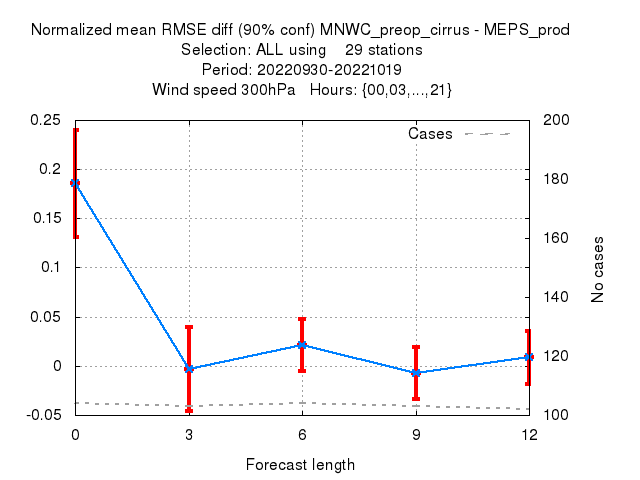 Normalized mean RMSE diff (90% conf) MNWC_preop_cirrus - MEPS_prod
Selection: ALL using 29 stations
Period: 20220930-20221019
Wind speed 300hPa Hours: {00,03,...,21}
Cases
0.25
0.2
0.15
0.1
0.05
0
-0.05
200
180
160
140
120
100
No cases
0 3 6 9 12
Forecast length